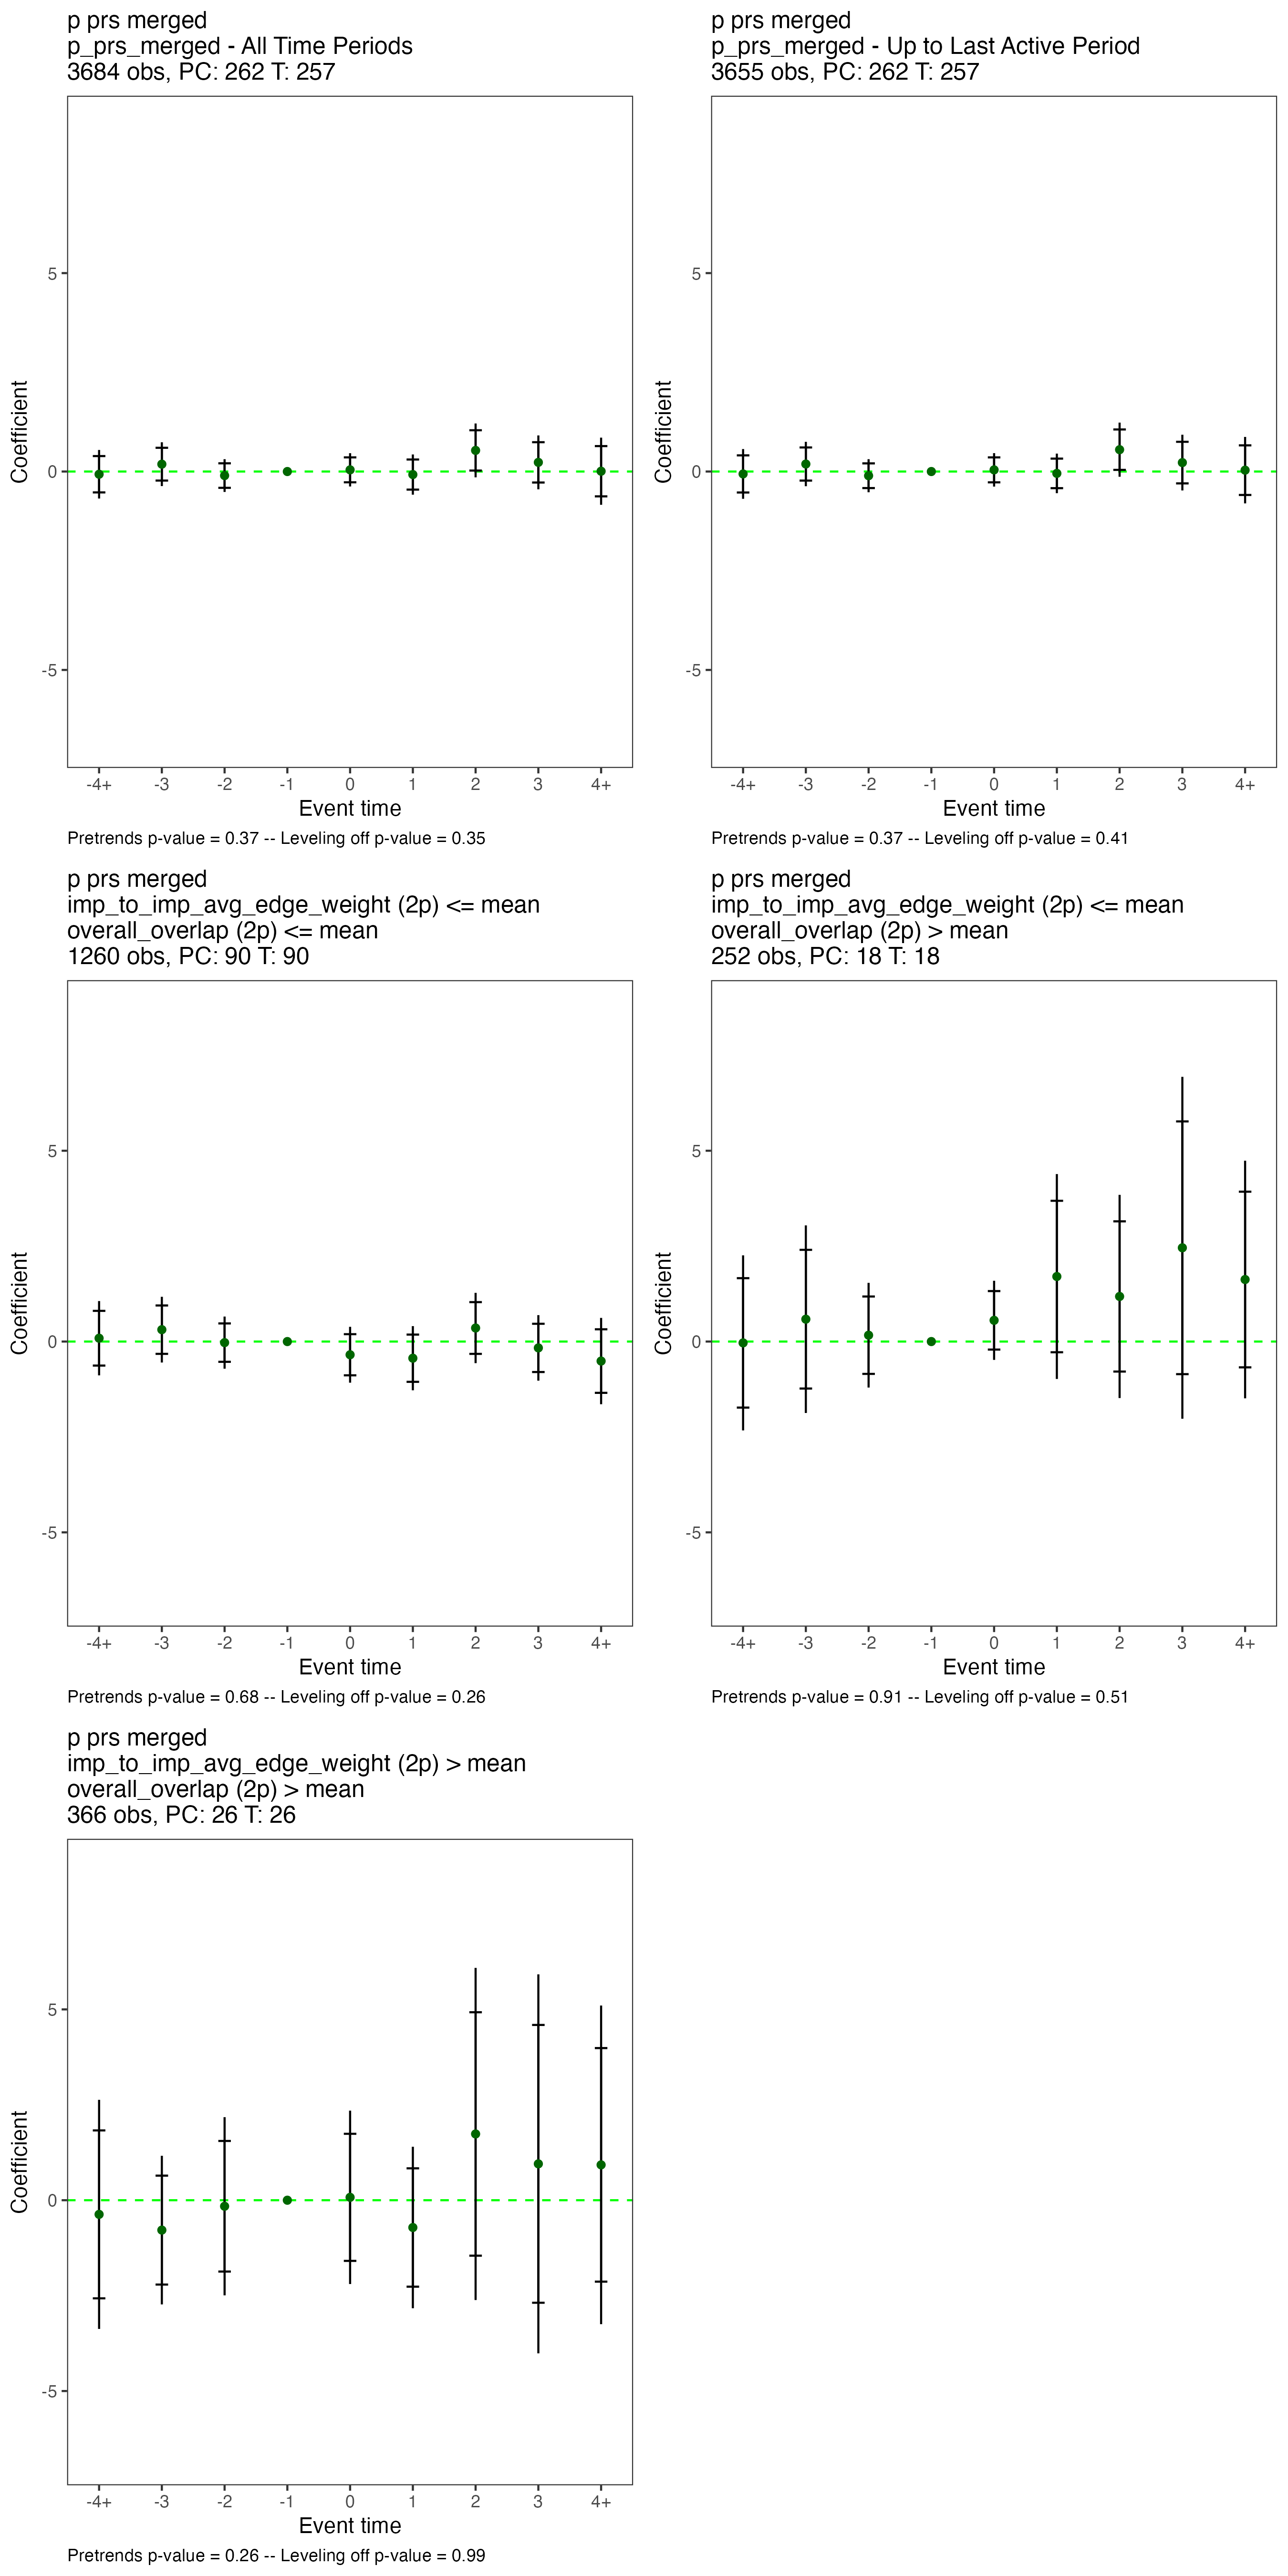 p prs merged
p_prs_merged - All Time Periods
3684 obs, PC: 262 T: 257
Coefficient
5
0
-5
-4+ -3 -2 -1 0 1 2 3 4+
Event time
Pretrends p-value = 0.37 -- Leveling off p-value = 0.35
p prs merged
p_prs_merged - Up to Last Active Period
3655 obs, PC: 262 T: 257
Coefficient
5
0
-5
-4+ -3 -2 -1 0 1 2 3 4+
Event time
Pretrends p-value = 0.37 -- Leveling off p-value = 0.41
p prs merged
imp_to_imp_avg_edge_weight (2p) <= mean
overall_overlap (2p) <= mean
1260 obs, PC: 90 T: 90
Coefficient
5
0
-5
-4+ -3 -2 -1 0 1 2 3 4+
Event time
Pretrends p-value = 0.68 -- Leveling off p-value = 0.26
p prs merged
imp_to_imp_avg_edge_weight (2p) <= mean
overall_overlap (2p) > mean
252 obs, PC: 18 T: 18
Coefficient
5
0
-5
-4+ -3 -2 -1 0 1 2 3 4+
Event time
Pretrends p-value = 0.91 -- Leveling off p-value = 0.51
p prs merged
imp_to_imp_avg_edge_weight (2p) > mean
overall_overlap (2p) > mean
366 obs, PC: 26 T: 26
Coefficient
5
0
-5
-4+ -3 -2 -1 0 1 2 3 4+
Event time
Pretrends p-value = 0.26 -- Leveling off p-value = 0.99